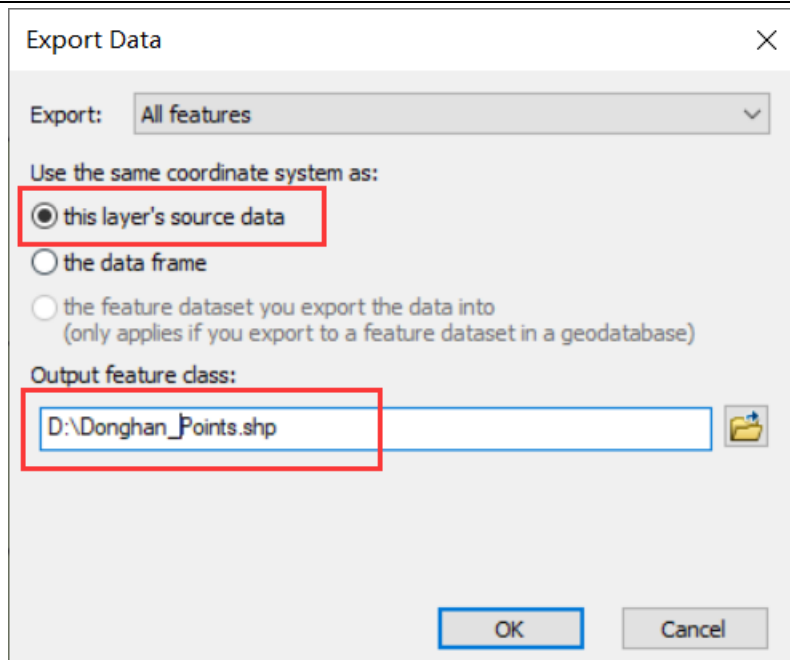 Export Data
Export: All features
Use the same coordinate system as:
this layer's source data
the data frame
the feature dataset you export the data into
(only applies if you export to a feature dataset in a geodatabase)
Output feature class:
D:\Donghan_Points.shp
OK Cancel